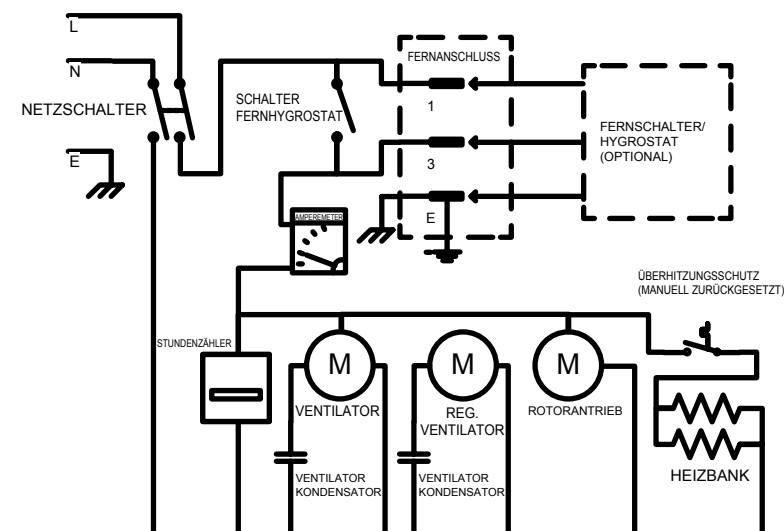 L
N
NETZSCHALTER
E
SCHALTER
FERNHYGROSTAT
FERNANSCHLUSS
1
3
E
FERNSCHALTER/
HYGROSTAT
(OPTIONAL)
AMPEREMETER
ÜBERHITZUNGSSCHUTZ
(MANUELL ZURÜCKGESETZT)
STUNDENZÄHLER
M
M
M
VENTILATOR
REG.
VENTILATOR
ROTORANTRIEB
VENTILATOR
KONDENSATOR
VENTILATOR
KONDENSATOR
HEIZBANK